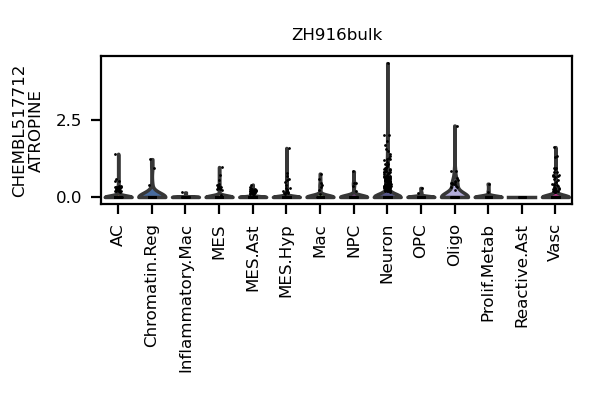 ZH916bulk
CHEMBL517712
ATROPINE
2.5
0.0
AC
Chromatin.Reg
Inflammatory.Mac
MES
MES.Ast
MES.Hyp
Mac
NPC
Neuron
OPC
Oligo
Prolif.Metab
Reactive.Ast
Vasc